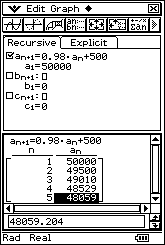 Edit Graph
Recursive Explicit
aₙ₊₁=0.98·aₙ+500
a₁=50000
bₙ₊₁:
b₁=0
cₙ₊₁:
c₁=0
aₙ₊₁=0.98·aₙ+500
n aₙ
1 50000
2 49500
3 49010
4 48529
5 48059
48059.204
Rad Real